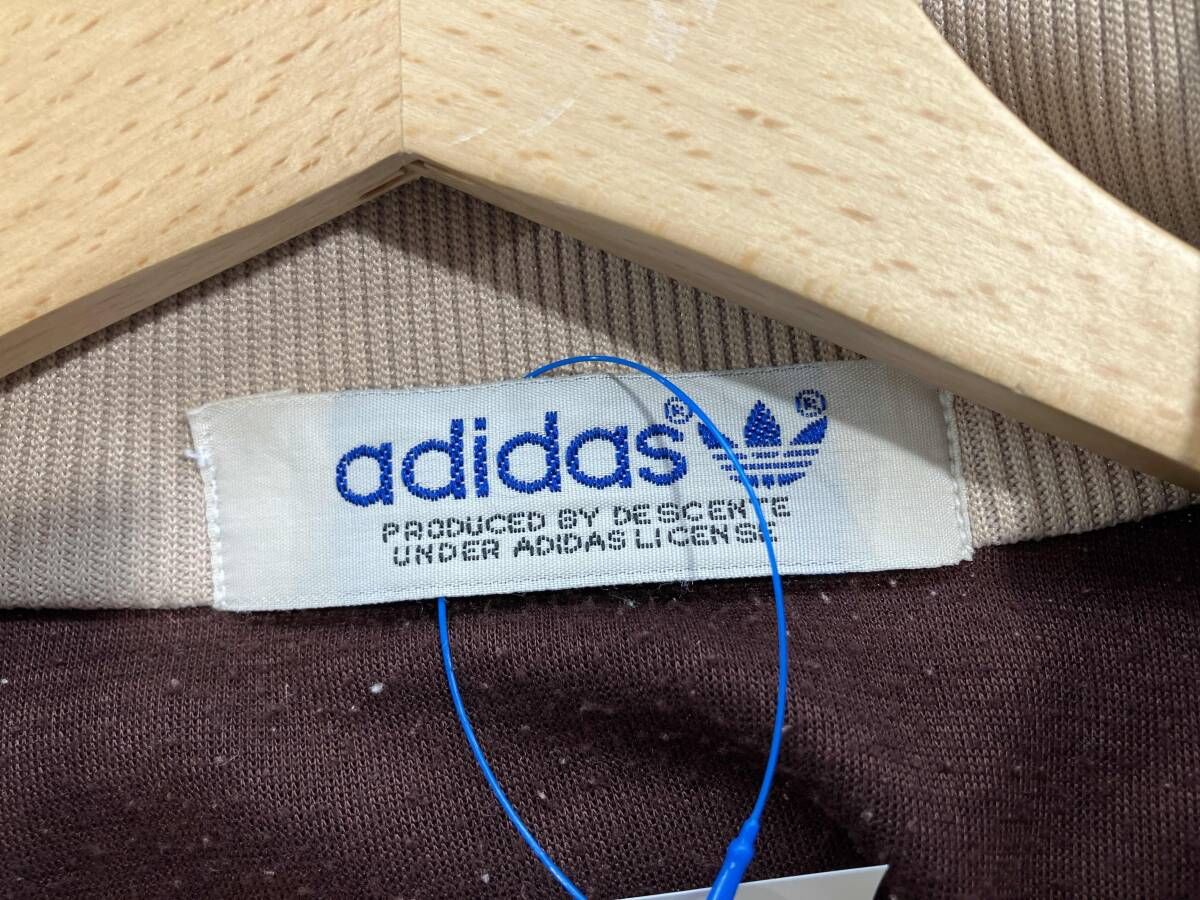 adidas® ®
PRODUCED BY DESCENTE
UNDER ADIDAS LICENSE